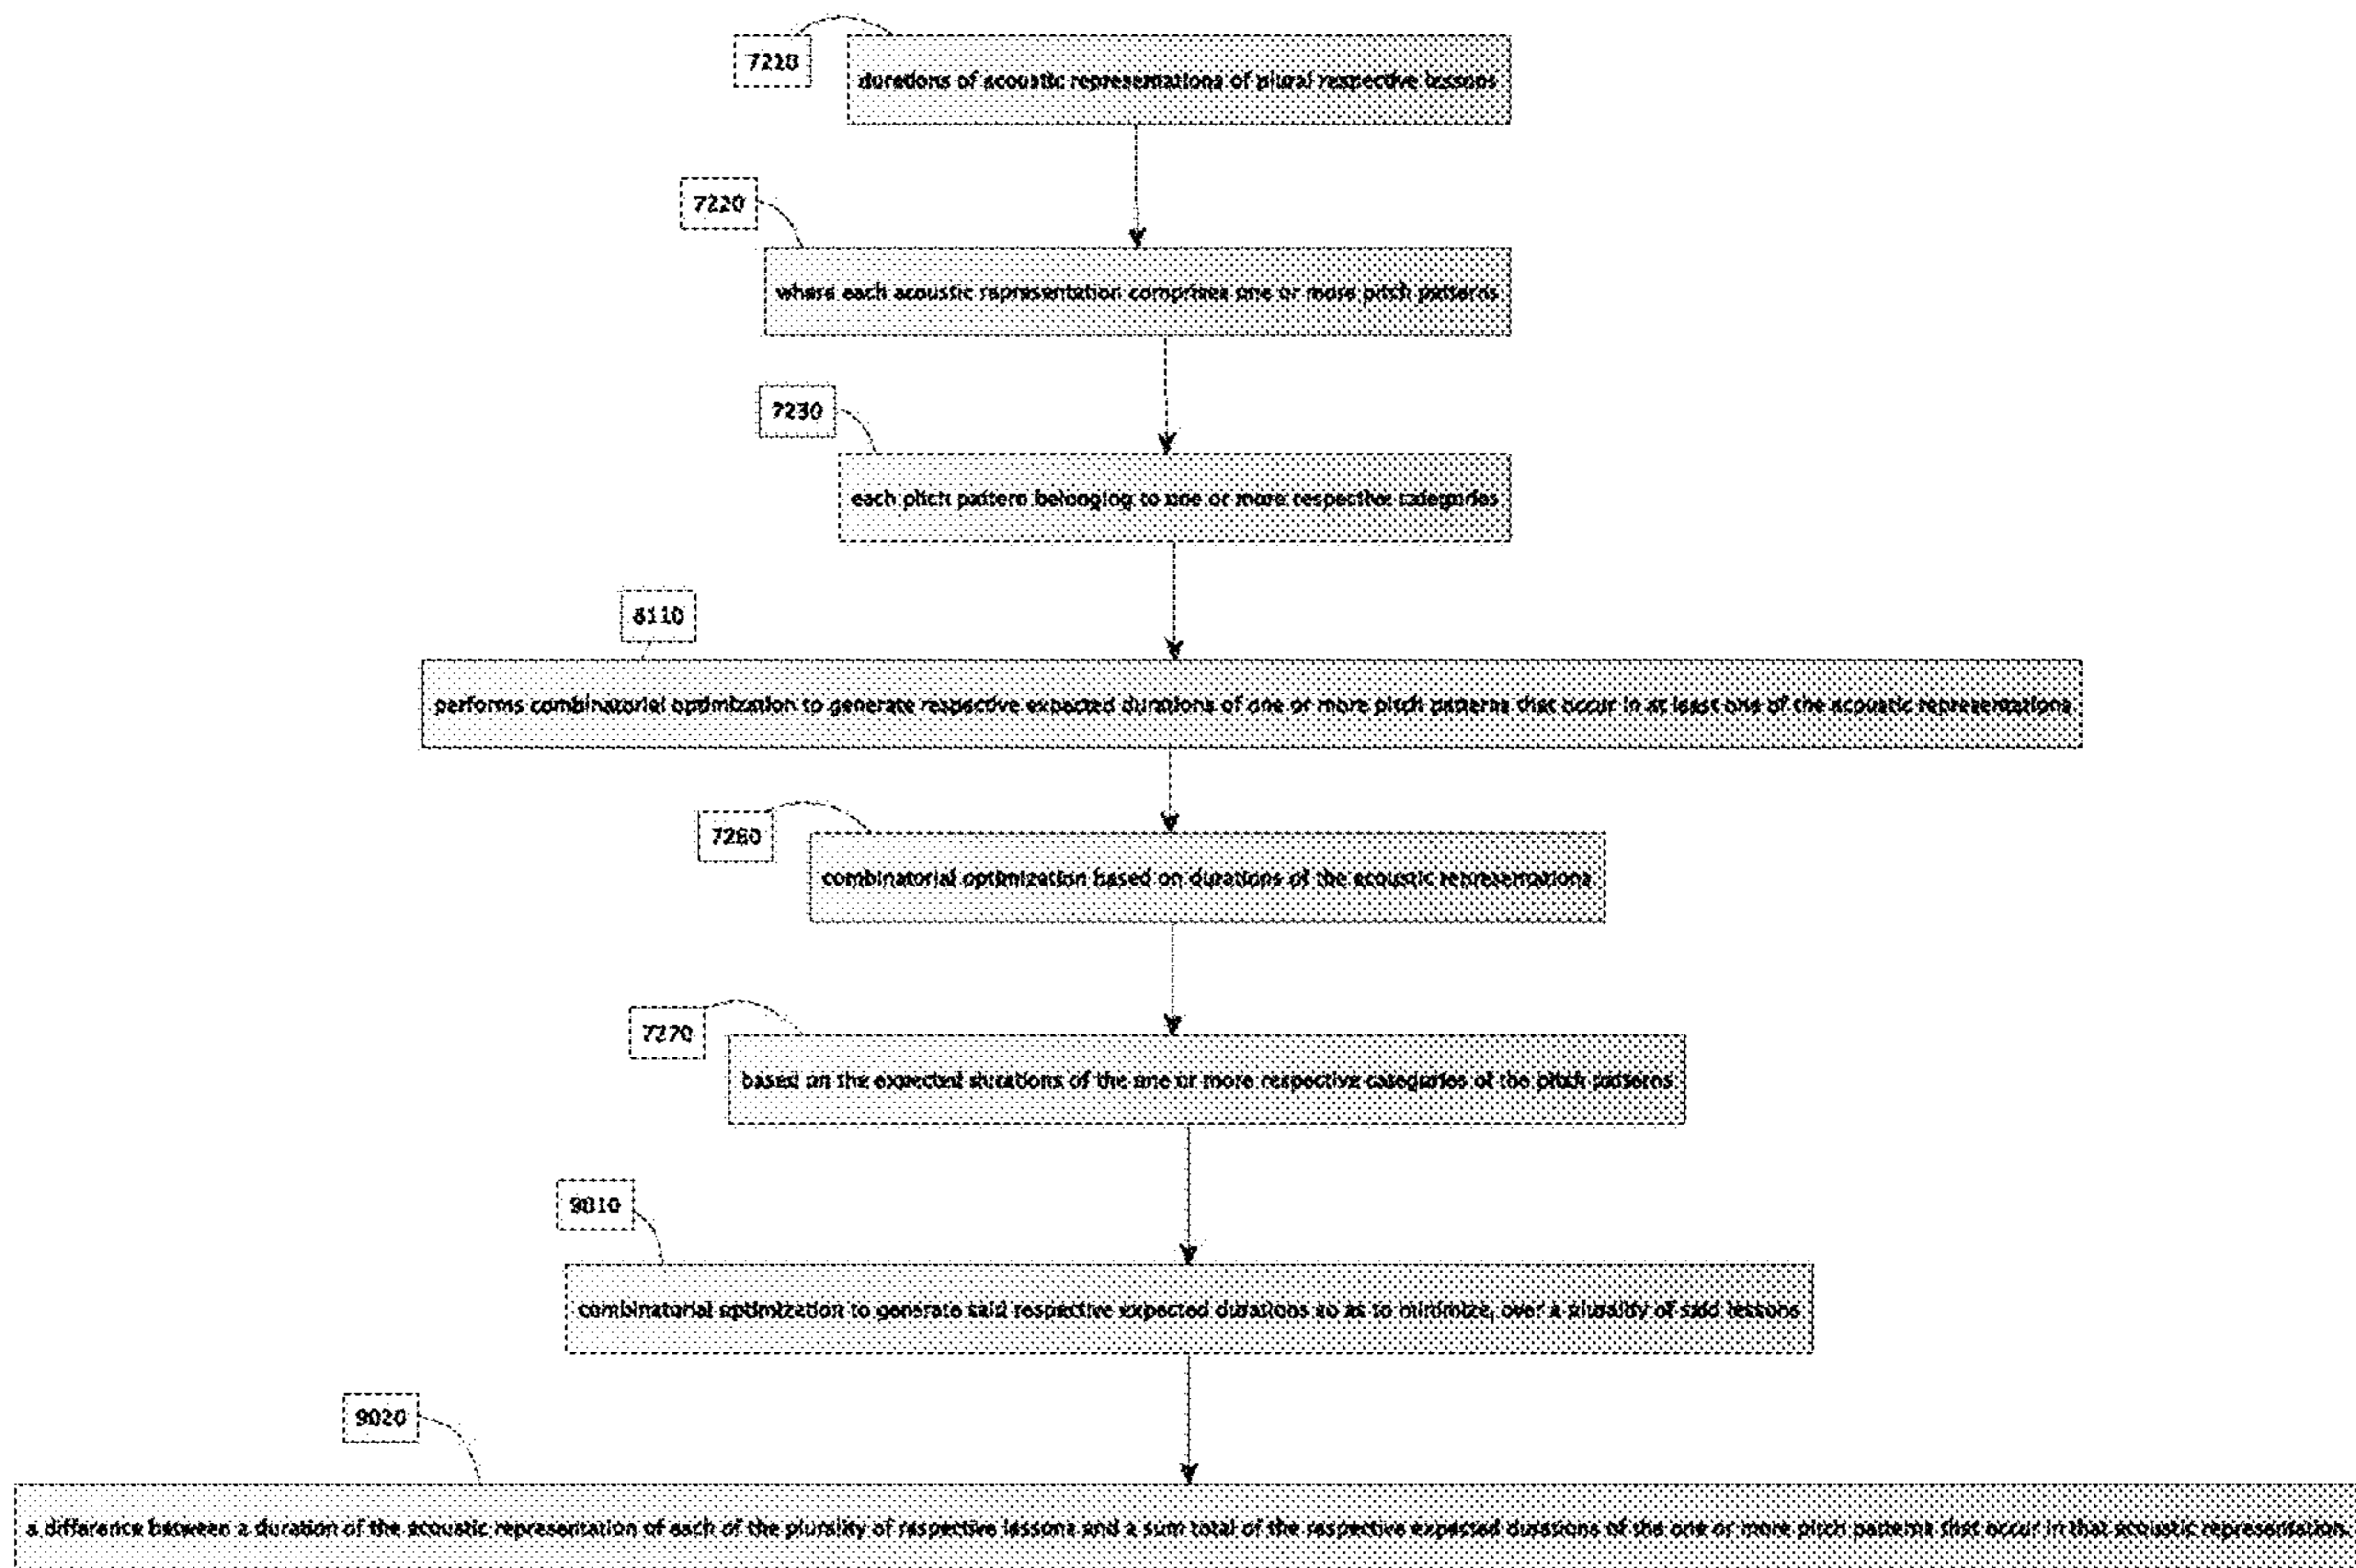 7210
durations of acoustic representations of plural respective lessons
7220
where each acoustic representation comprises one or more pitch patterns
7230
each pitch pattern belonging to one or more respective categories
8110
performs combinatorial optimization to generate respective expected durations of one or more pitch patterns that occur in at least one of the acoustic representations
7260
combinatorial optimization based on durations of the acoustic representations
7270
based on the expected durations of the one or more respective categories of the pitch patterns
9010
combinatorial optimization to generate said respective expected durations so as to minimize, over a plurality of said lessons
9020
a difference between a duration of the acoustic representation of each of the plurality of respective lessons and a sum total of the respective expected durations of the one or more pitch patterns that occur in that acoustic representation.